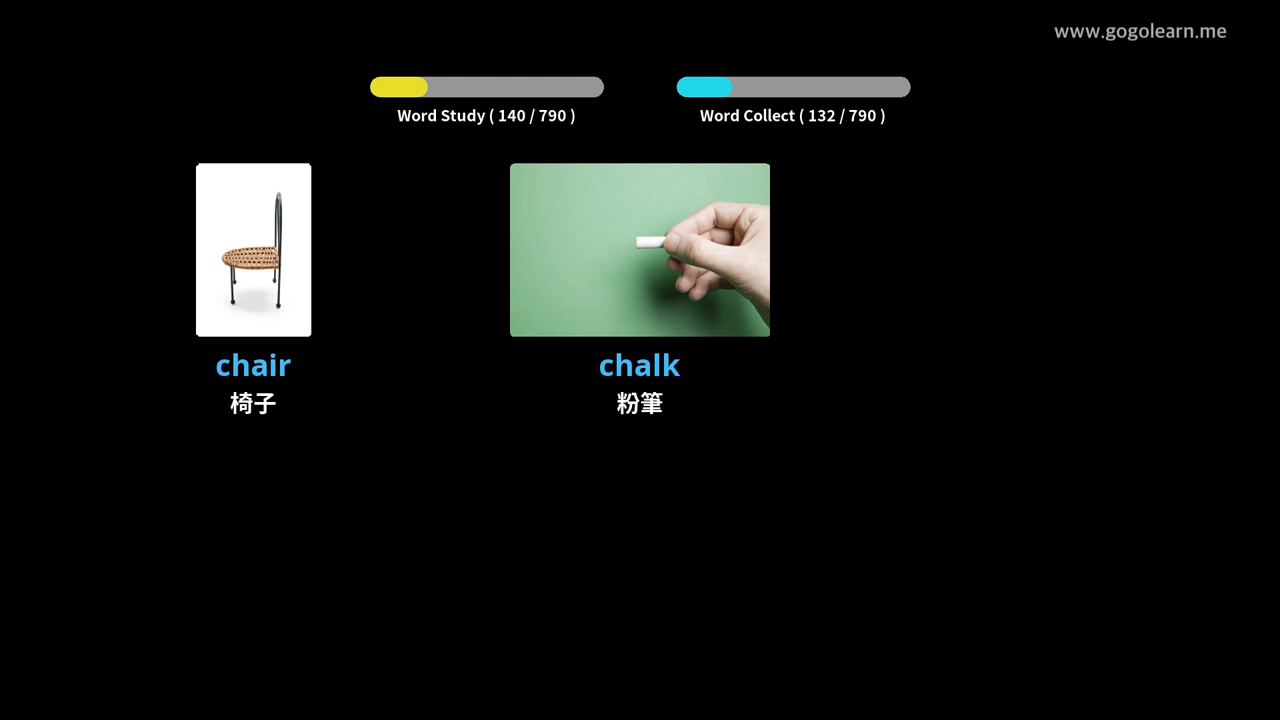 www.gogolearn.me
Word Study ( 140 / 790 )
Word Collect ( 132 / 790 )
chair
椅子
chalk
粉筆